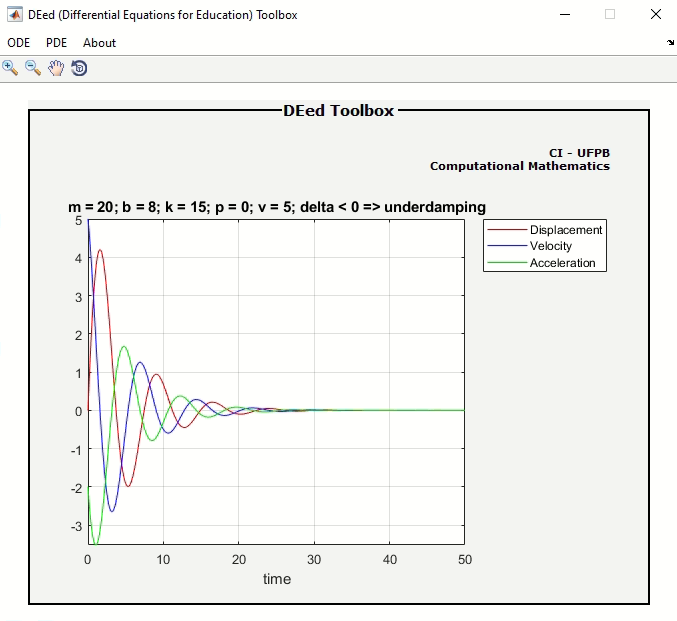 DEed (Differential Equations for Education) Toolbox
ODE PDE About
DEed Toolbox
CI - UFPB
Computational Mathematics
m = 20; b = 8; k = 15; p = 0; v = 5; delta < 0 => underdamping
Displacement
Velocity
Acceleration
5
4
3
2
1
0
-1
-2
-3
0 10 20 30 40 50
time